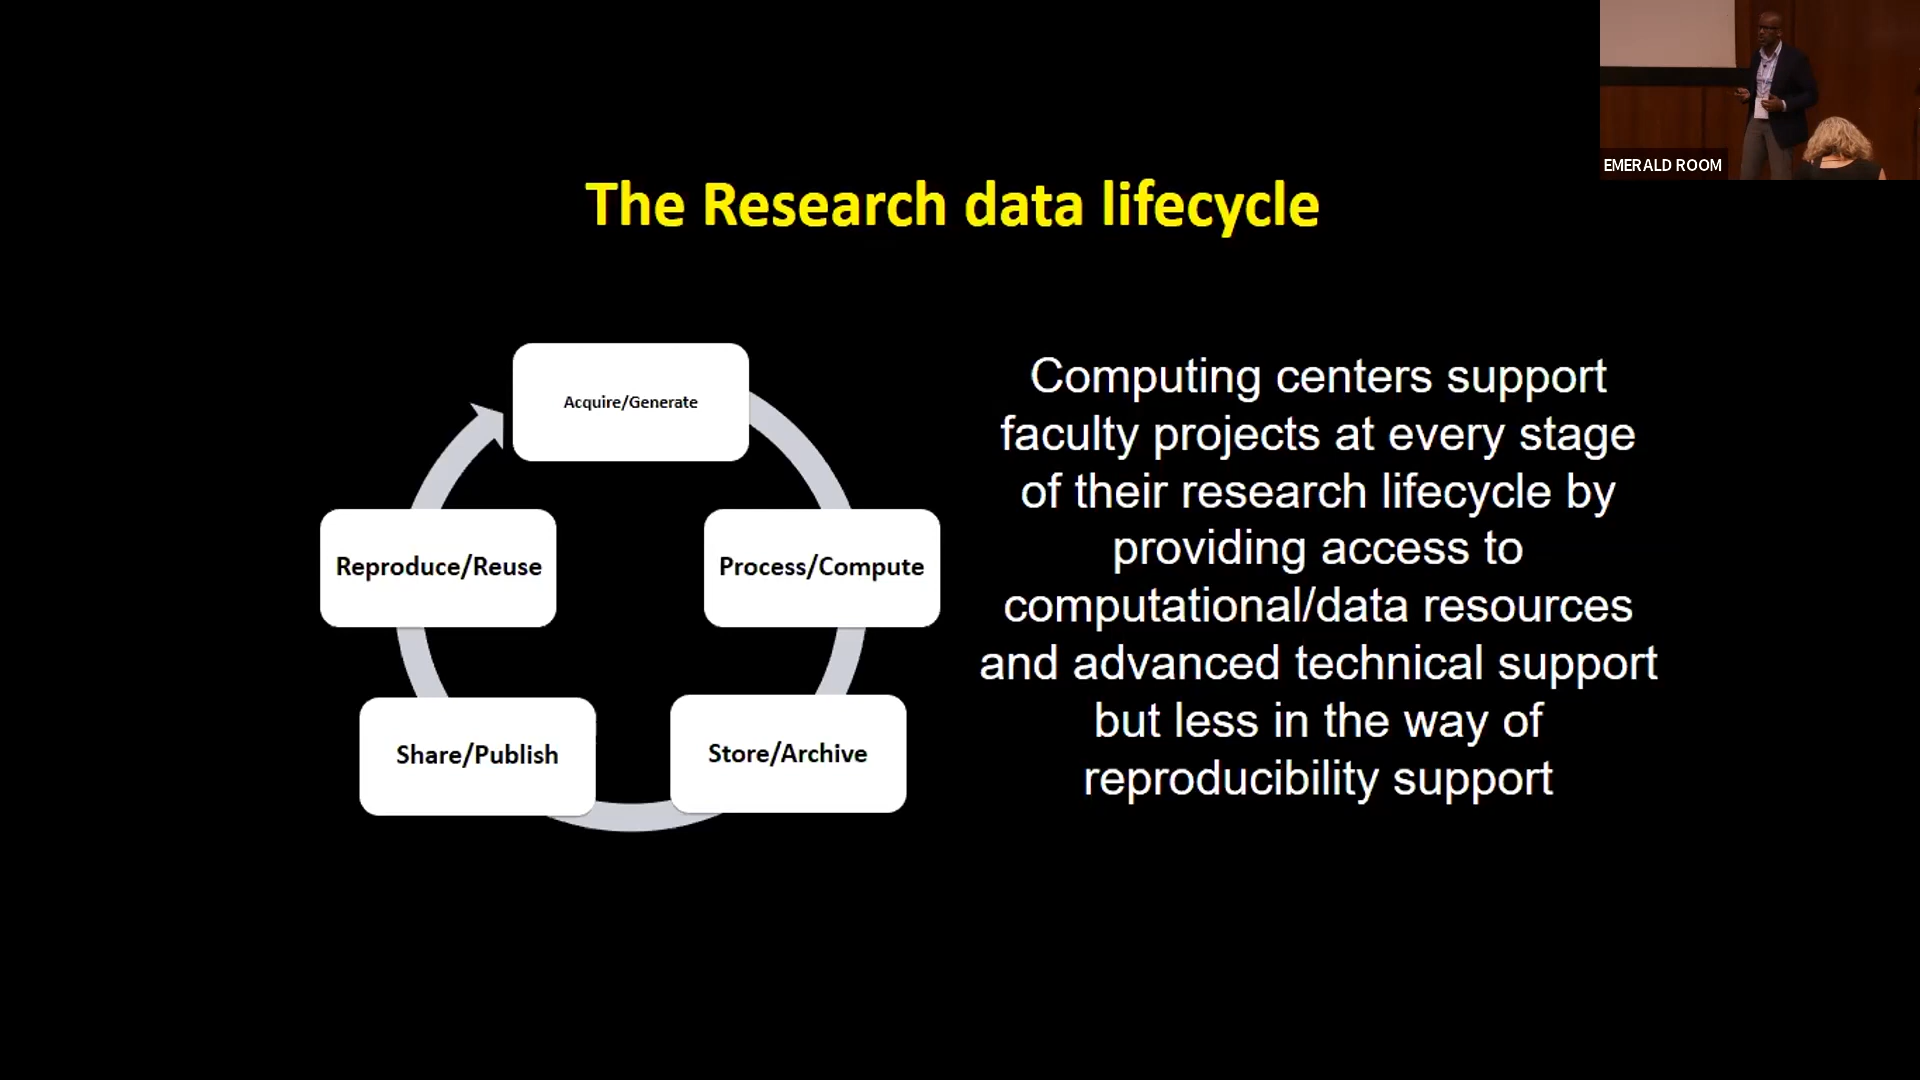 EMERALD ROOM
The Research data lifecycle
Acquire/Generate
Process/Compute
Store/Archive
Share/Publish
Reproduce/Reuse
Computing centers support
faculty projects at every stage
of their research lifecycle by
providing access to
computational/data resources
and advanced technical support
but less in the way of
reproducibility support